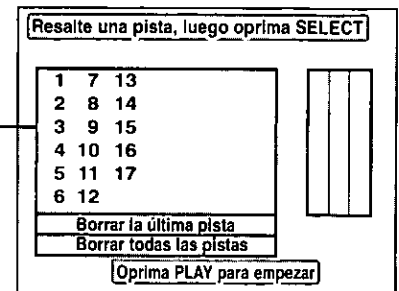 Resalte una pista, luego oprima SELECT
1 7 13
2 8 14
3 9 15
4 10 16
5 11 17
6 12
Borrar la última pista
Borrar todas las pistas
Oprima PLAY para empezar